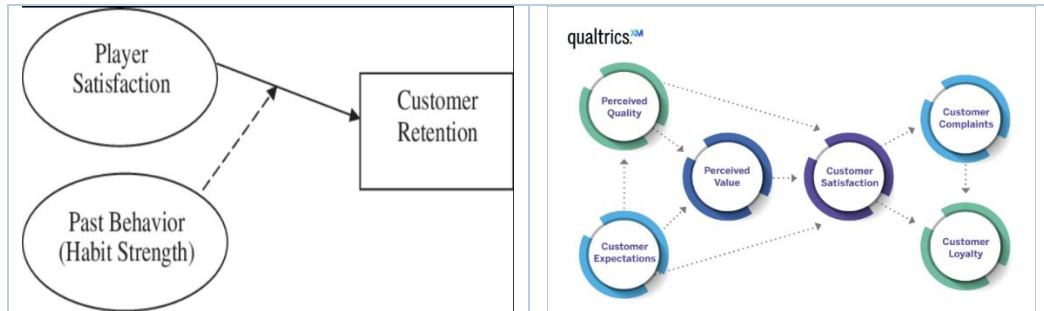 Player
Satisfaction
Customer
Retention
Past Behavior
(Habit Strength)
qualtrics.XM
Perceived
Quality
Customer
Complaints
Perceived
Value
Customer
Satisfaction
Customer
Expectations
Customer
Loyalty